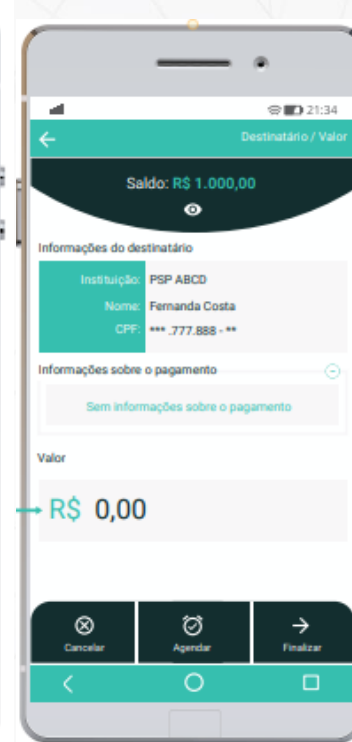 21:34
Destinatário / Valor
Saldo: R$ 1.000,00
Informações do destinatário
Instituição: PSP ABCD
Nome: Fernanda Costa
CPF: *** .777.888 - **
Informações sobre o pagamento
Sem informações sobre o pagamento
Valor
R$ 0,00
Cancelar Agendar Finalizar